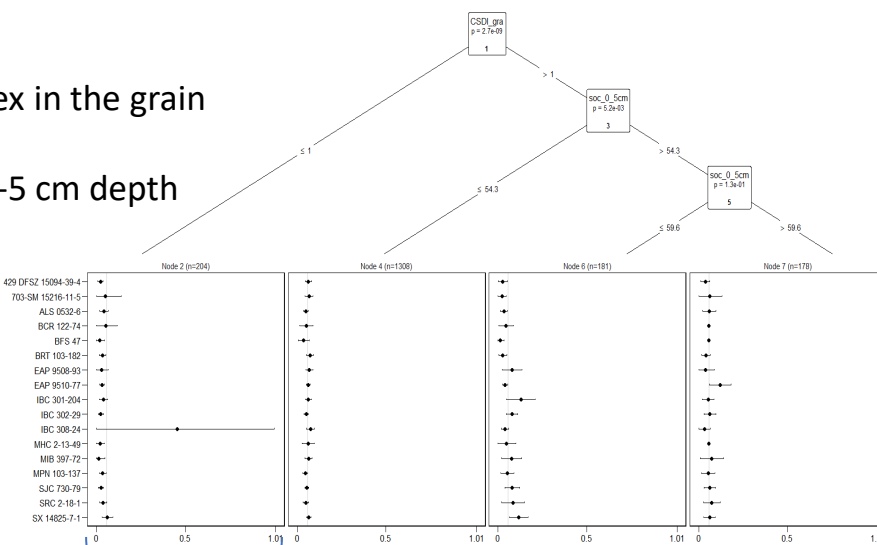 ex in the grain
-5 cm depth
CSDI_gra
p = 2.7e-09
1
≤ 1
> 1
soc_0_5cm
p = 5.2e-03
3
≤ 54.3
> 54.3
soc_0_5cm
p = 1.3e-01
5
≤ 59.6
> 59.6
Node 2 (n=204)
Node 4 (n=1308)
Node 6 (n=181)
Node 7 (n=178)
429 DFSZ 15094-39-4
703-SM 15216-11-5
ALS 0532-6
BCR 122-74
BFS 47
BRT 103-182
EAP 9508-93
EAP 9510-77
IBC 301-204
IBC 302-29
IBC 308-24
MHC 2-13-49
MIB 397-72
MPN 103-137
SJC 730-79
SRC 2-18-1
SX 14825-7-1
0 0.5 1.01
0 0.5 1.01
0 0.5 1.01
0 0.5 1.